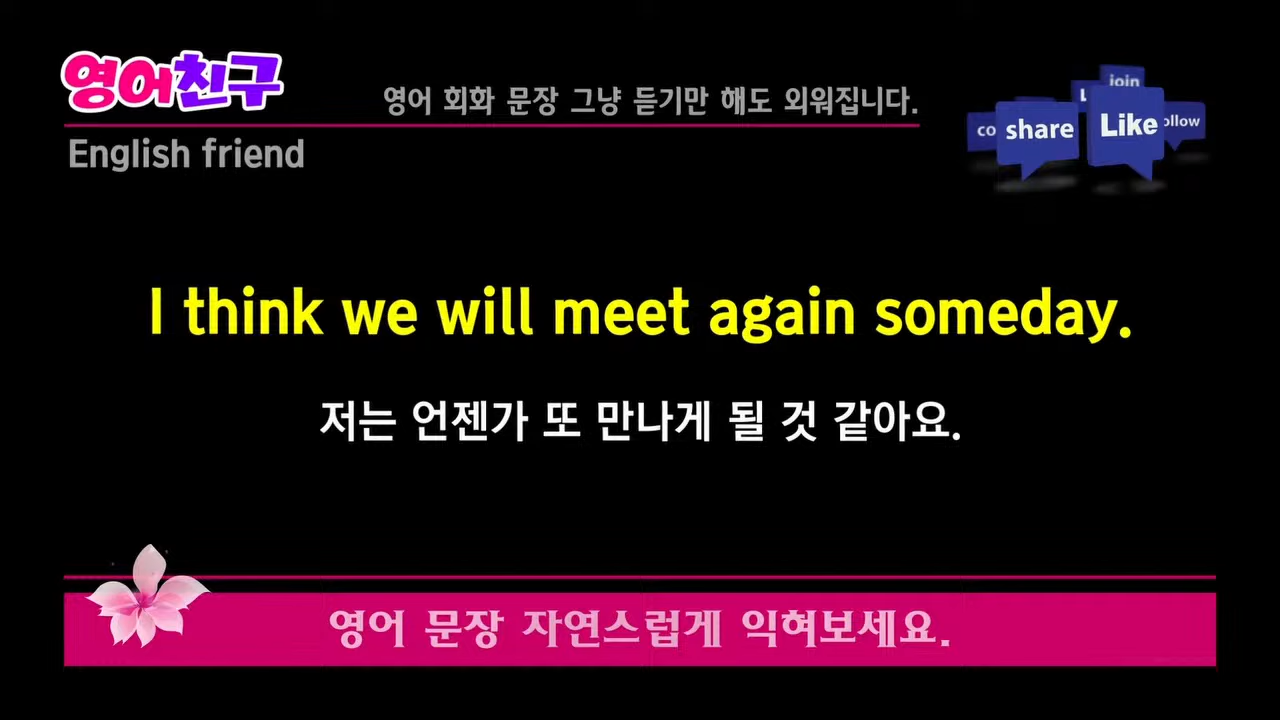 영어친구
영어 회화 문장 그냥 듣기만 해도 외워집니다.
English friend
join
share
Like
I think we will meet again someday.
저는 언젠가 또 만나게 될 것 같아요.
영어 문장 자연스럽게 익혀보세요.